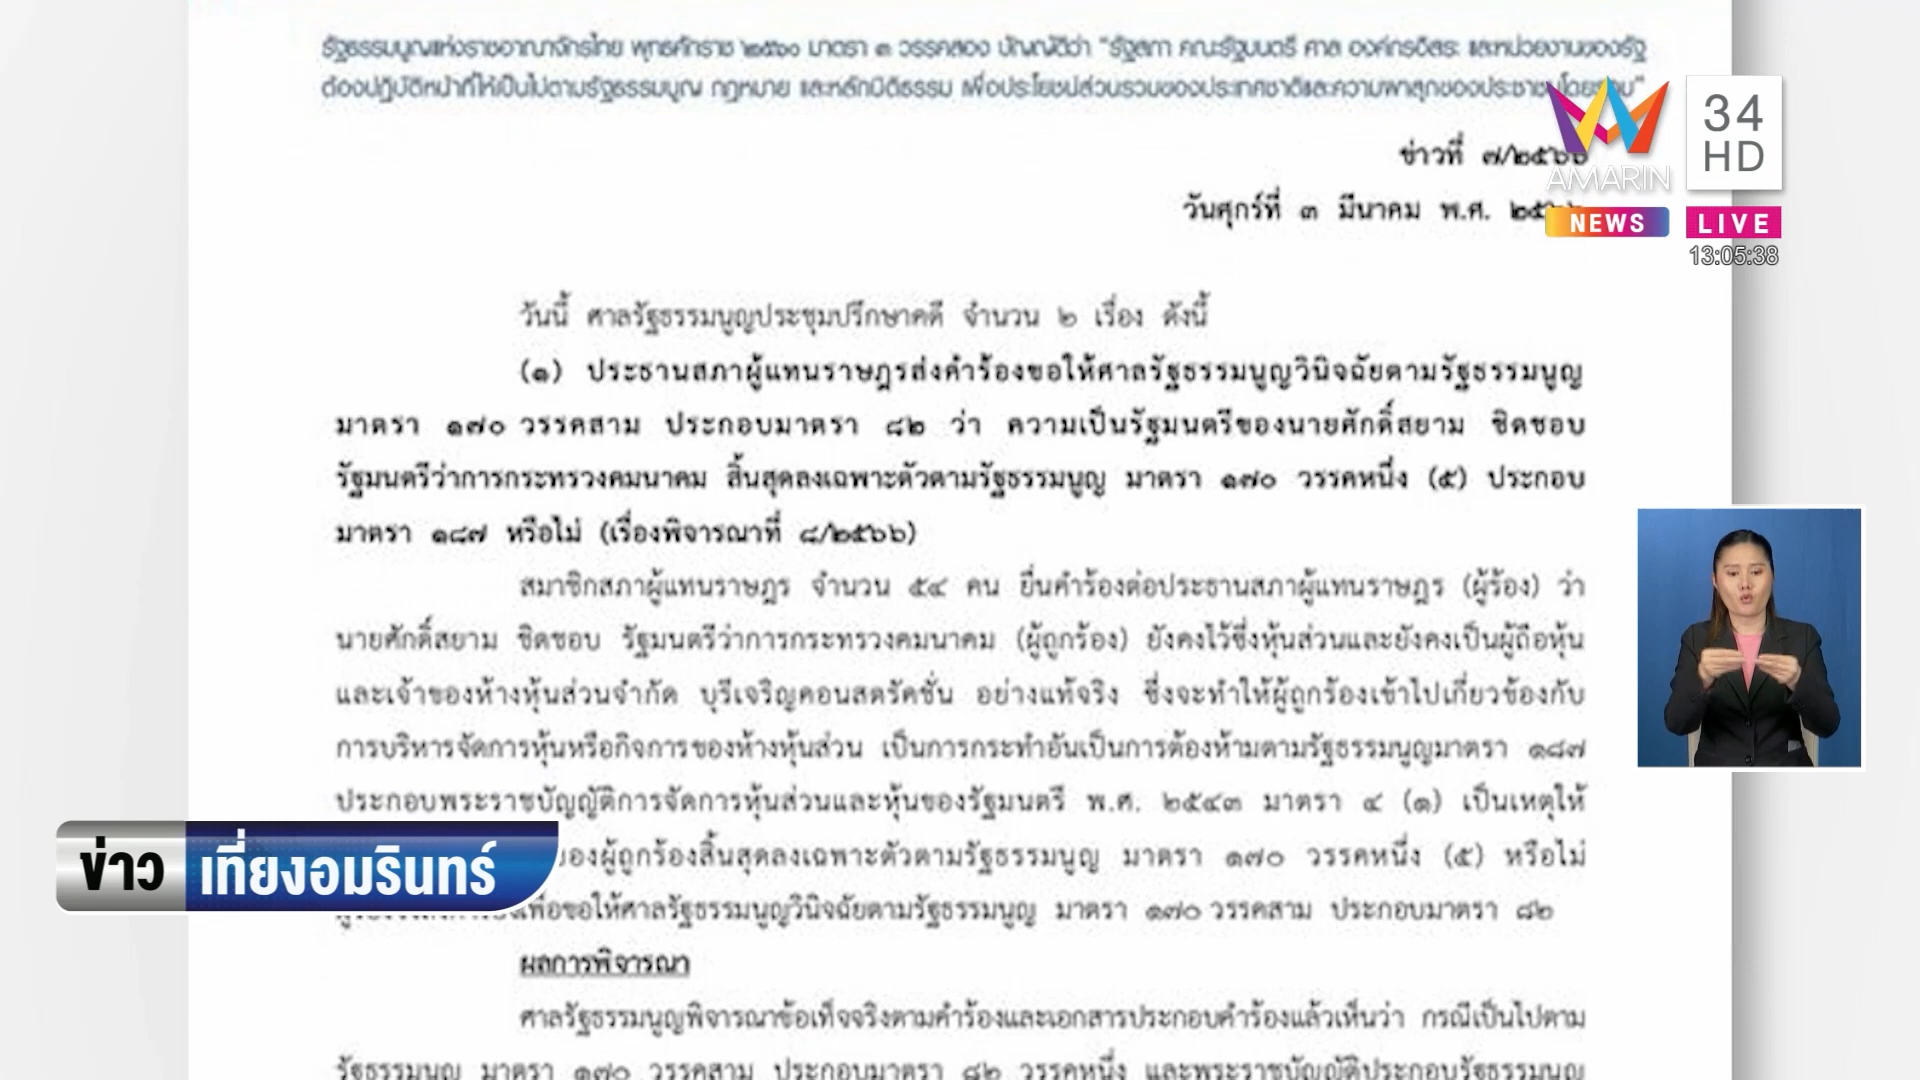 รัฐธรรมนูญแห่งราชอาณาจักรไทย พุทธศักราช ๒๕๖๐ มาตรา ๓ วรรคสอง บัญญัติว่า "รัฐสภา คณะรัฐมนตรี ศาล องค์กรอิสระ และหน่วยงานของรัฐ
ต้องปฏิบัติหน้าที่ให้เป็นไปตามรัฐธรรมนูญ กฎหมาย และหลักนิติธรรม เพื่อประโยชน์ส่วนรวมของประเทศชาติและความผาสุกของประชาชนโดยรวม"
34
HD
AMARIN
NEWS
LIVE
13:05:38
ข่าวที่ ๗/๒๕๖๖
วันศุกร์ที่ ๓ มีนาคม พ.ศ. ๒๕๖๖
วันนี้ ศาลรัฐธรรมนูญประชุมปรึกษาคดี จำนวน ๒ เรื่อง ดังนี้
(๑) ประธานสภาผู้แทนราษฎรส่งคำร้องขอให้ศาลรัฐธรรมนูญวินิจฉัยตามรัฐธรรมนูญ
มาตรา ๑๗๐ วรรคสาม ประกอบมาตรา ๘๒ ว่า ความเป็นรัฐมนตรีของนายศักดิ์สยาม ชิดชอบ
รัฐมนตรีว่าการกระทรวงคมนาคม สิ้นสุดลงเฉพาะตัวตามรัฐธรรมนูญ มาตรา ๑๗๐ วรรคหนึ่ง (๕) ประกอบ
มาตรา ๑๘๗ หรือไม่ (เรื่องพิจารณาที่ ๘/๒๕๖๖)
สมาชิกสภาผู้แทนราษฎร จำนวน ๕๔ คน ยื่นคำร้องต่อประธานสภาผู้แทนราษฎร (ผู้ร้อง) ว่า
นายศักดิ์สยาม ชิดชอบ รัฐมนตรีว่าการกระทรวงคมนาคม (ผู้ถูกร้อง) ยังคงไว้ซึ่งหุ้นส่วนและยังคงเป็นผู้ถือหุ้น
และเจ้าของห้างหุ้นส่วนจำกัด บุรีเจริญคอนสตรัคชั่น อย่างแท้จริง ซึ่งจะทำให้ผู้ถูกร้องเข้าไปเกี่ยวข้องกับ
การบริหารจัดการหุ้นหรือกิจการของห้างหุ้นส่วน เป็นการกระทำอันเป็นการต้องห้ามตามรัฐธรรมนูญมาตรา ๑๘๗
ประกอบพระราชบัญญัติการจัดการหุ้นส่วนและหุ้นของรัฐมนตรี พ.ศ. ๒๕๔๓ มาตรา ๔ (๑) เป็นเหตุให้
ของผู้ถูกร้องสิ้นสุดลงเฉพาะตัวตามรัฐธรรมนูญ มาตรา ๑๗๐ วรรคหนึ่ง (๕) หรือไม่
เพื่อขอให้ศาลรัฐธรรมนูญวินิจฉัยตามรัฐธรรมนูญ มาตรา ๑๗๐ วรรคสาม ประกอบมาตรา ๘๒
ข่าว เที่ยงอมรินทร์
ผลการพิจารณา
ศาลรัฐธรรมนูญพิจารณาข้อเท็จจริงตามคำร้องและเอกสารประกอบคำร้องแล้วเห็นว่า กรณีเป็นไปตาม
รัฐธรรมนูญ มาตรา ๑๗๐ วรรคสาม ประกอบมาตรา ๘๒ วรรคหนึ่ง และพระราชบัญญัติประกอบรัฐธรรมนูญ